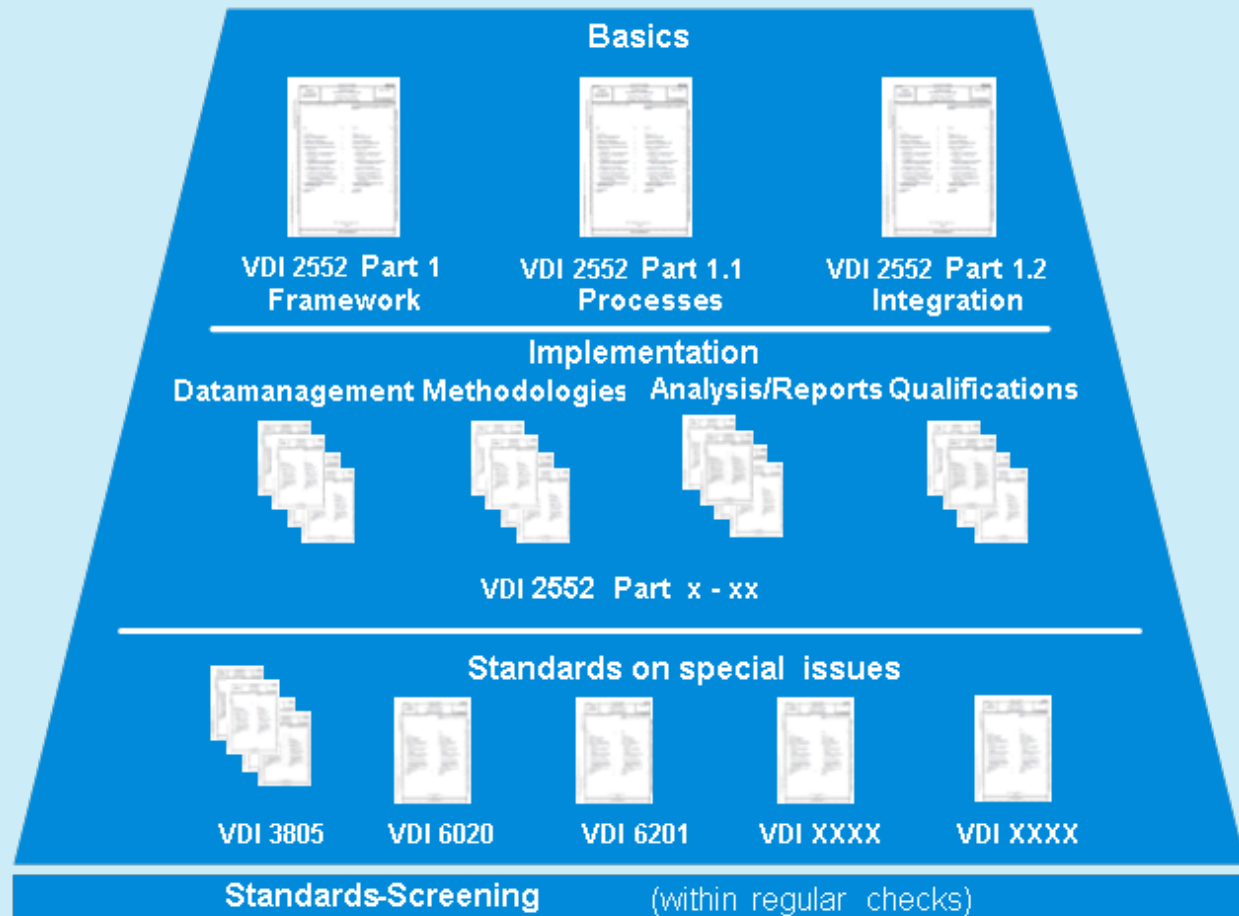 Basics
VDI 2552 Part 1
Framework
VDI 2552 Part 1.1
Processes
VDI 2552 Part 1.2
Integration
Implementation
Datamanagement Methodologies Analysis/Reports Qualifications
VDI 2552 Part x - xx
Standards on special issues
VDI 3805 VDI 6020 VDI 6201 VDI XXXX VDI XXXX
Standards-Screening (within regular checks)